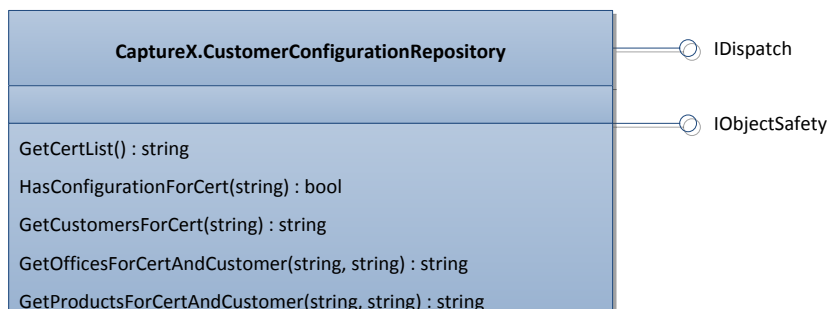 CaptureX.CustomerConfigurationRepository
IDispatch
IObjectSafety
GetCertList() : string
HasConfigurationForCert(string) : bool
GetCustomersForCert(string) : string
GetOfficesForCertAndCustomer(string, string) : string
GetProductsForCertAndCustomer(string, string) : string